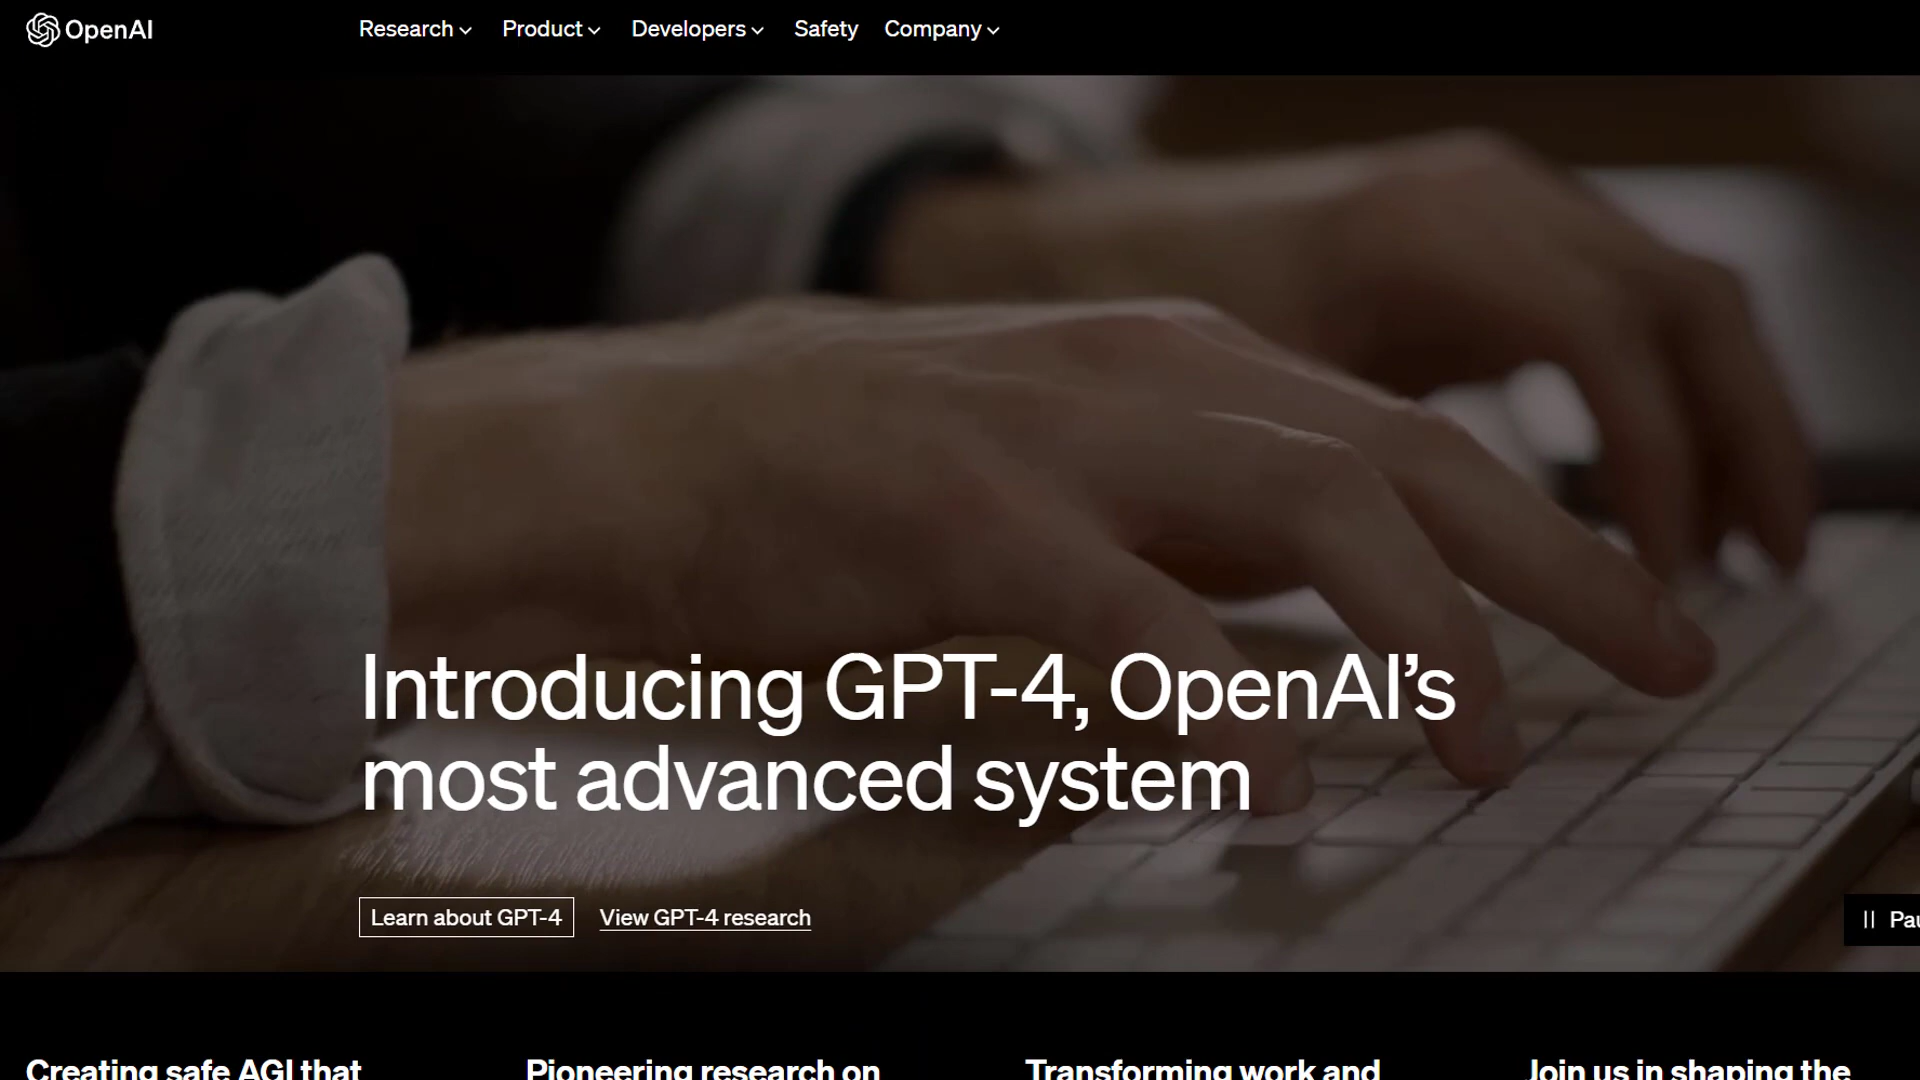 OpenAI
Research
Product
Developers
Safety
Company
Introducing GPT-4, OpenAI’s
most advanced system
Learn about GPT-4
View GPT-4 research
Creating safe AGI that
Pioneering research on
Transforming work and
Join us in shaping the